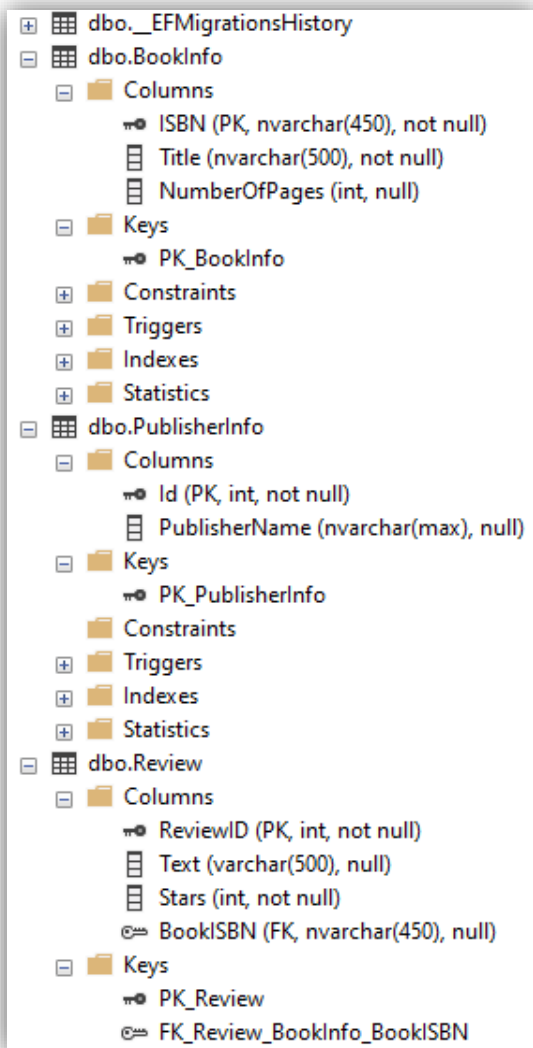 dbo.__EFMigrationsHistory
dbo.BookInfo
Columns
ISBN (PK, nvarchar(450), not null)
Title (nvarchar(500), not null)
NumberOfPages (int, null)
Keys
PK_BookInfo
Constraints
Triggers
Indexes
Statistics
dbo.PublisherInfo
Columns
Id (PK, int, not null)
PublisherName (nvarchar(max), null)
Keys
PK_PublisherInfo
Constraints
Triggers
Indexes
Statistics
dbo.Review
Columns
ReviewID (PK, int, not null)
Text (varchar(500), null)
Stars (int, not null)
BookISBN (FK, nvarchar(450), null)
Keys
PK_Review
FK_Review_BookInfo_BookISBN